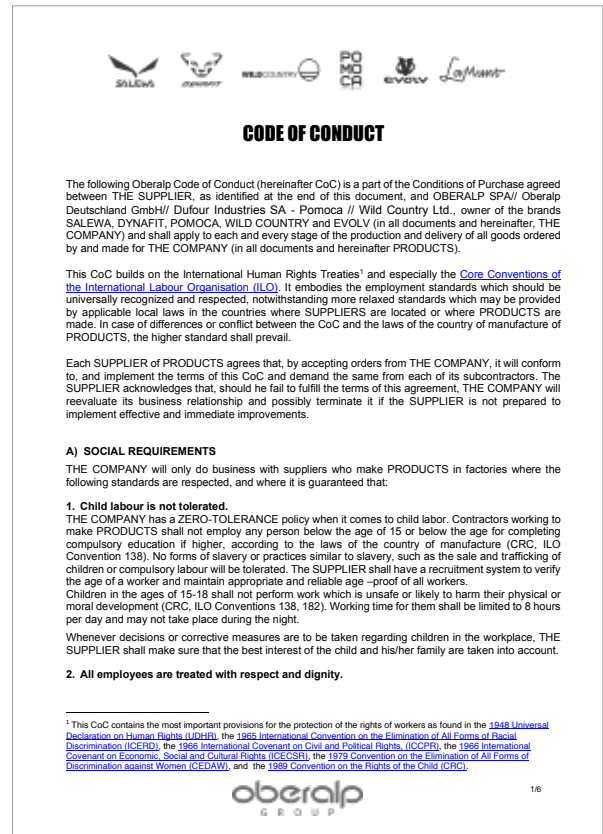 SALEWA DYNAFIT WILD COUNTRY POMOCA EVOLV LaMunt
CODE OF CONDUCT
The following Oberalp Code of Conduct (hereinafter CoC) is a part of the Conditions of Purchase agreed
between THE SUPPLIER, as identified at the end of this document, and OBERALP SPA// Oberalp
Deutschland GmbH// Dufour Industries SA - Pomoca // Wild Country Ltd., owner of the brands
SALEWA, DYNAFIT, POMOCA, WILD COUNTRY and EVOLV (in all documents and hereinafter, THE
COMPANY) and shall apply to each and every stage of the production and delivery of all goods ordered
by and made for THE COMPANY (in all documents and hereinafter PRODUCTS).
This CoC builds on the International Human Rights Treaties1 and especially the Core Conventions of
the International Labour Organisation (ILO). It embodies the employment standards which should be
universally recognized and respected, notwithstanding more relaxed standards which may be provided
by applicable local laws in the countries where SUPPLIERS are located or where PRODUCTS are
made. In case of differences or conflict between the CoC and the laws of the country of manufacture of
PRODUCTS, the higher standard shall prevail.
Each SUPPLIER of PRODUCTS agrees that, by accepting orders from THE COMPANY, it will conform
to, and implement the terms of this CoC and demand the same from each of its subcontractors. The
SUPPLIER acknowledges that, should he fail to fulfill the terms of this agreement, THE COMPANY will
reevaluate its business relationship and possibly terminate it if the SUPPLIER is not prepared to
implement effective and immediate improvements.
A) SOCIAL REQUIREMENTS
THE COMPANY will only do business with suppliers who make PRODUCTS in factories where the
following standards are respected, and where it is guaranteed that:
1. Child labour is not tolerated.
THE COMPANY has a ZERO-TOLERANCE policy when it comes to child labor. Contractors working to
make PRODUCTS shall not employ any person below the age of 15 or below the age for completing
compulsory education if higher, according to the laws of the country of manufacture (CRC, ILO
Convention 138). No forms of slavery or practices similar to slavery, such as the sale and trafficking of
children or compulsory labour will be tolerated. The SUPPLIER shall have a recruitment system to verify
the age of a worker and maintain appropriate and reliable age –proof of all workers.
Children in the ages of 15-18 shall not perform work which is unsafe or likely to harm their physical or
moral development (CRC, ILO Conventions 138, 182). Working time for them shall be limited to 8 hours
per day and may not take place during the night.
Whenever decisions or corrective measures are to be taken regarding children in the workplace, THE
SUPPLIER shall make sure that the best interest of the child and his/her family are taken into account.
2. All employees are treated with respect and dignity.
1 This CoC contains the most important provisions for the protection of the rights of workers as found in the 1948 Universal
Declaration on Human Rights (UDHR), the 1965 International Convention on the Elimination of All Forms of Racial
Discrimination (ICERD), the 1966 International Covenant on Civil and Political Rights, (ICCPR), the 1966 International
Covenant on Economic, Social and Cultural Rights (ICECSR), the 1979 Convention on the Elimination of All Forms of
Discrimination against Women (CEDAW), and the 1989 Convention on the Rights of the Child (CRC).
oberalp
GROUP
1/6